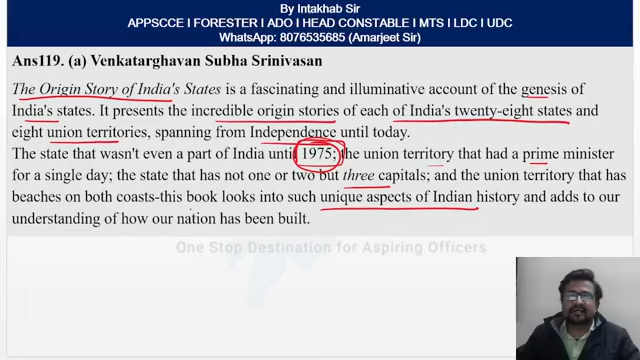 By Intakhab Sir
APPSCCE I FORESTER I ADO I HEAD CONSTABLE I MTS I LDC I UDC
WhatsApp: 8076535685 (Amarjeet Sir)
Ans119. (a) Venkatarghavan Subha Srinivasan
The Origin Story of India's States is a fascinating and illuminative account of the genesis of
India's states. It presents the incredible origin stories of each of India's twenty-eight states and
eight union territories, spanning from Independence until today.
The state that wasn't even a part of India until 1975; the union territory that had a prime minister
for a single day; the state that has not one or two but three capitals; and the union territory that has
beaches on both coasts-this book looks into such unique aspects of Indian history and adds to our
understanding of how our nation has been built.
One Stop Destination for Aspiring Officers